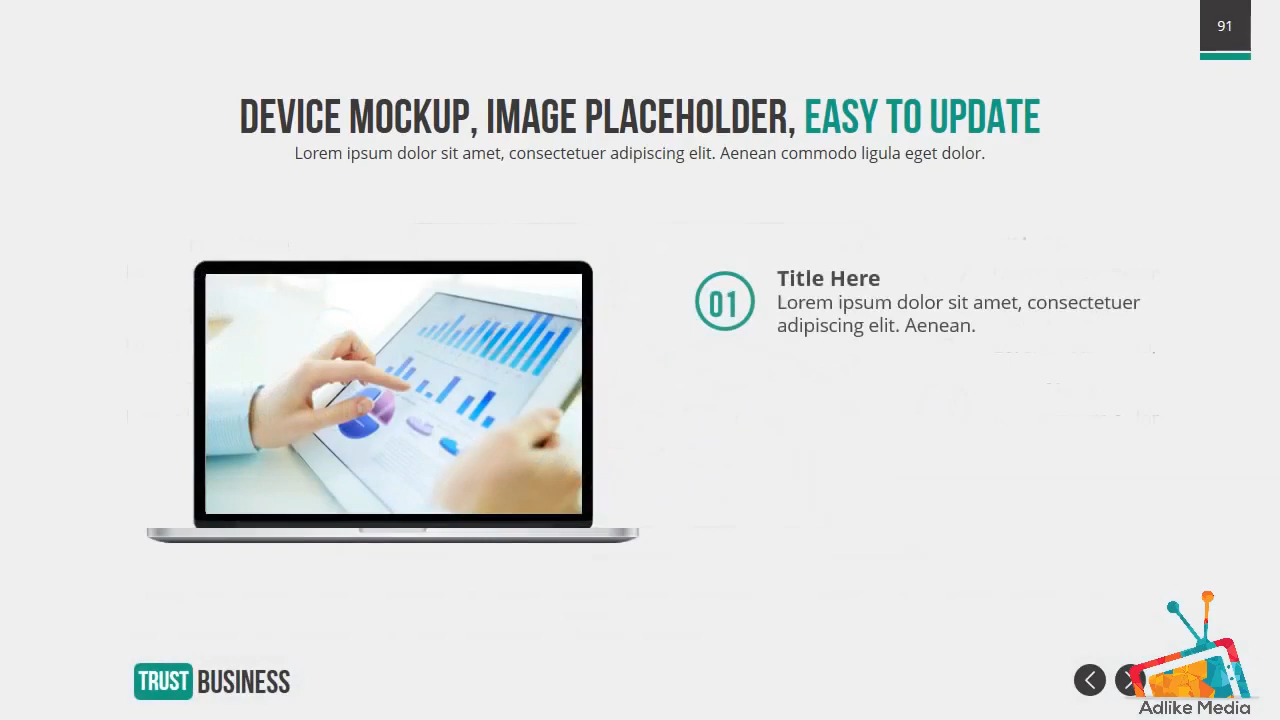 91
DEVICE MOCKUP, IMAGE PLACEHOLDER, EASY TO UPDATE
Lorem ipsum dolor sit amet, consectetuer adipiscing elit. Aenean commodo ligula eget dolor.
01
Title Here
Lorem ipsum dolor sit amet, consectetuer
adipiscing elit. Aenean.
TRUST BUSINESS
Adlike Media